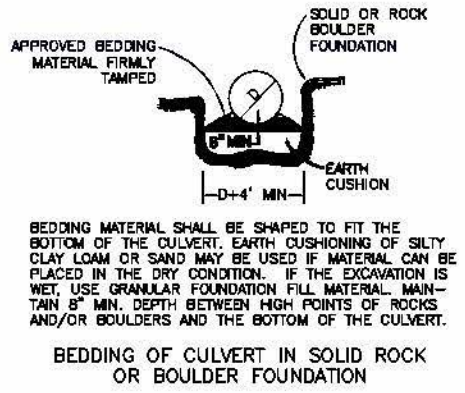 SOLID OR ROCK
BOULDER
FOUNDATION
APPROVED BEDDING
MATERIAL FIRMLY
TAMPED
D
8" MIN
EARTH
CUSHION
D+4' MIN
BEDDING MATERIAL SHALL BE SHAPED TO FIT THE
BOTTOM OF THE CULVERT. EARTH CUSHIONING OF SILTY
CLAY LOAM OR SAND MAY BE USED IF MATERIAL CAN BE
PLACED IN THE DRY CONDITION. IF THE EXCAVATION IS
WET, USE GRANULAR FOUNDATION FILL MATERIAL. MAIN-
TAIN 8" MIN. DEPTH BETWEEN HIGH POINTS OF ROCKS
AND/OR BOULDERS AND THE BOTTOM OF THE CULVERT.
BEDDING OF CULVERT IN SOLID ROCK
OR BOULDER FOUNDATION